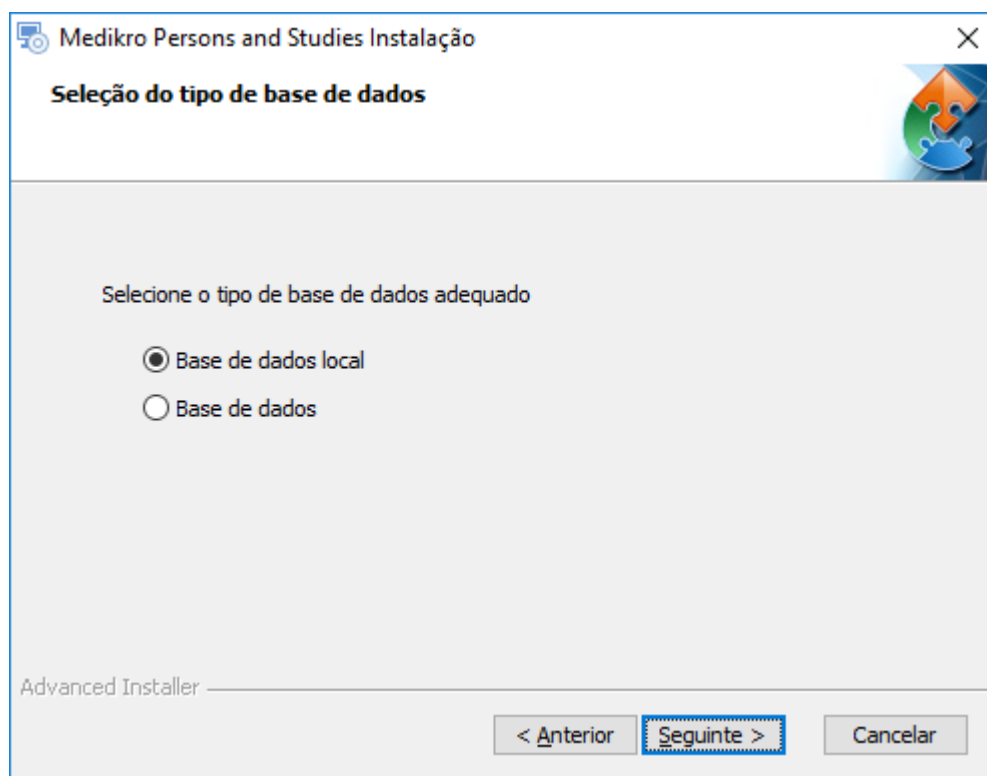 Medikro Persons and Studies Instalação
Seleção do tipo de base de dados
Selecione o tipo de base de dados adequado
Base de dados local
Base de dados
Advanced Installer
< Anterior Seguinte > Cancelar